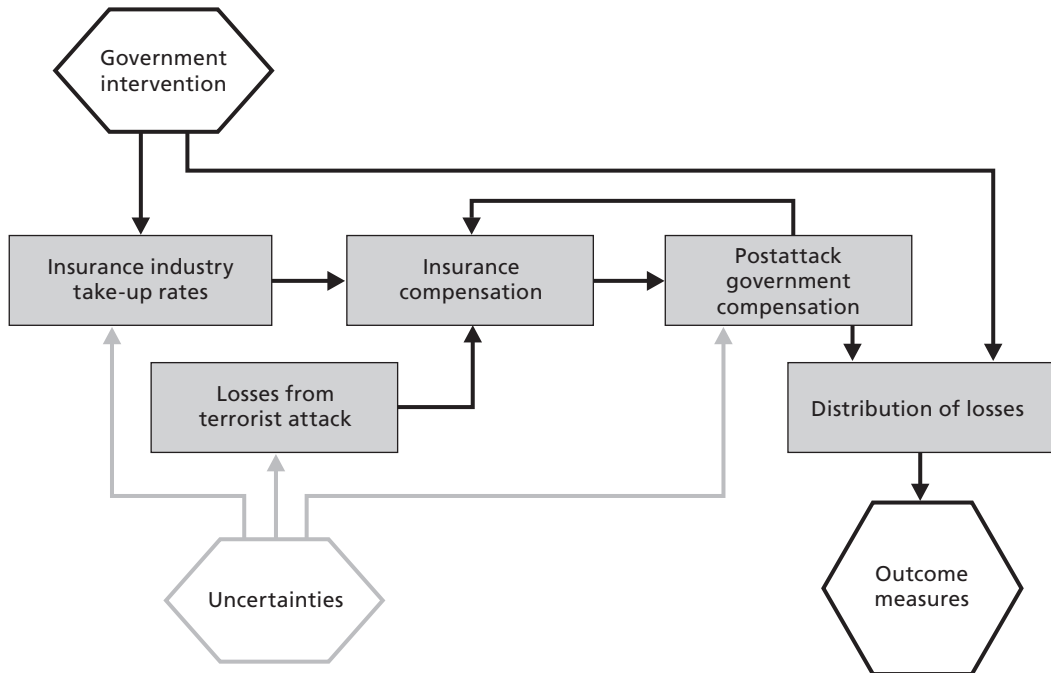 Government
intervention
Insurance industry
take-up rates
Insurance
compensation
Postattack
government
compensation
Losses from
terrorist attack
Distribution of losses
Uncertainties
Outcome
measures